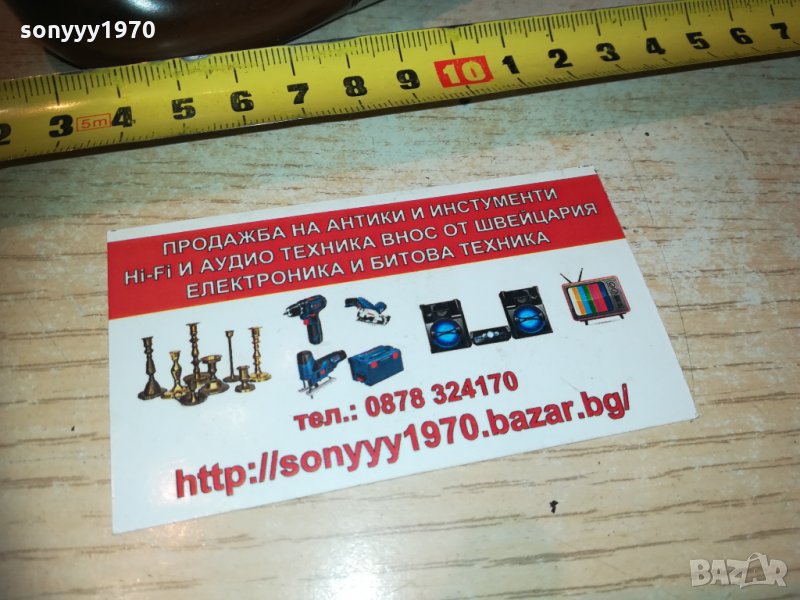 sonyyy1970
2 3 5m 4 5 6 7 8 9 10 1 2 3 4 5 6 7
ПРОДАЖБА НА АНТИКИ И ИНСТУМЕНТИ
Hi-Fi И АУДИО ТЕХНИКА ВНОС ОТ ШВЕЙЦАРИЯ
ЕЛЕКТРОНИКА И БИТОВА ТЕХНИКА
тел.: 0878 324170
http://sonyyy1970.bazar.bg/
BAZAR